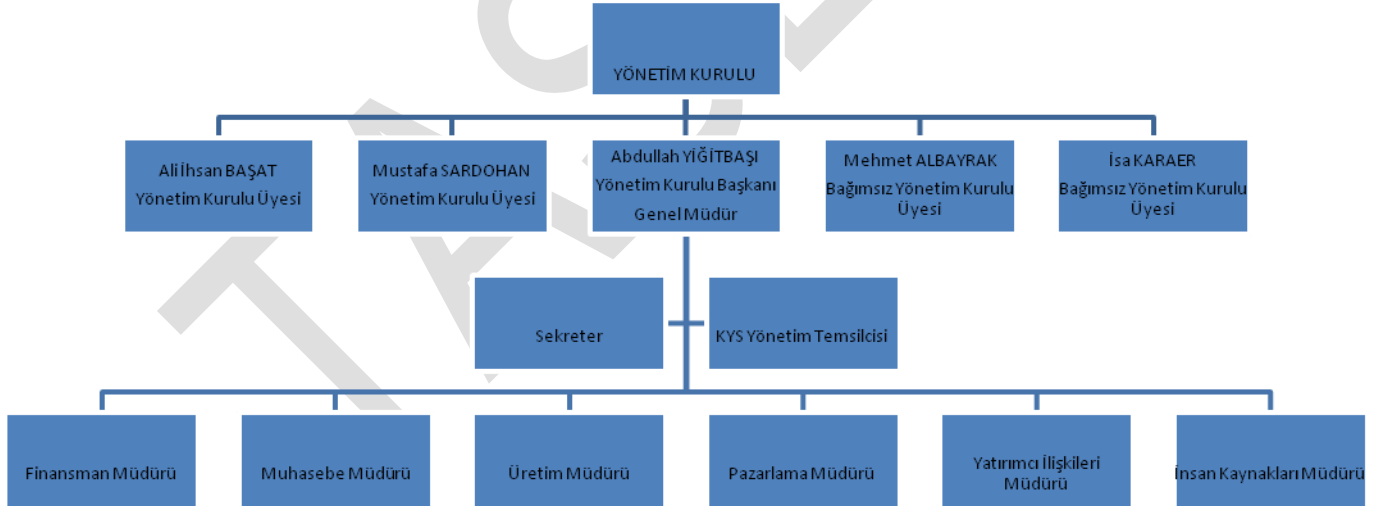 YÖNETİM KURULU
Ali İhsan BAŞAT
Yönetim Kurulu Üyesi
Mustafa SARDOHAN
Yönetim Kurulu Üyesi
Abdullah YİĞİTBAŞI
Yönetim Kurulu Başkanı
Genel Müdür
Mehmet ALBAYRAK
Bağımsız Yönetim Kurulu
Üyesi
İsa KARAER
Bağımsız Yönetim Kurulu
Üyesi
Sekreter
KYS Yönetim Temsilcisi
Finansman Müdürü
Muhasebe Müdürü
Üretim Müdürü
Pazarlama Müdürü
Yatırımcı İlişkileri
Müdürü
İnsan Kaynakları Müdürü